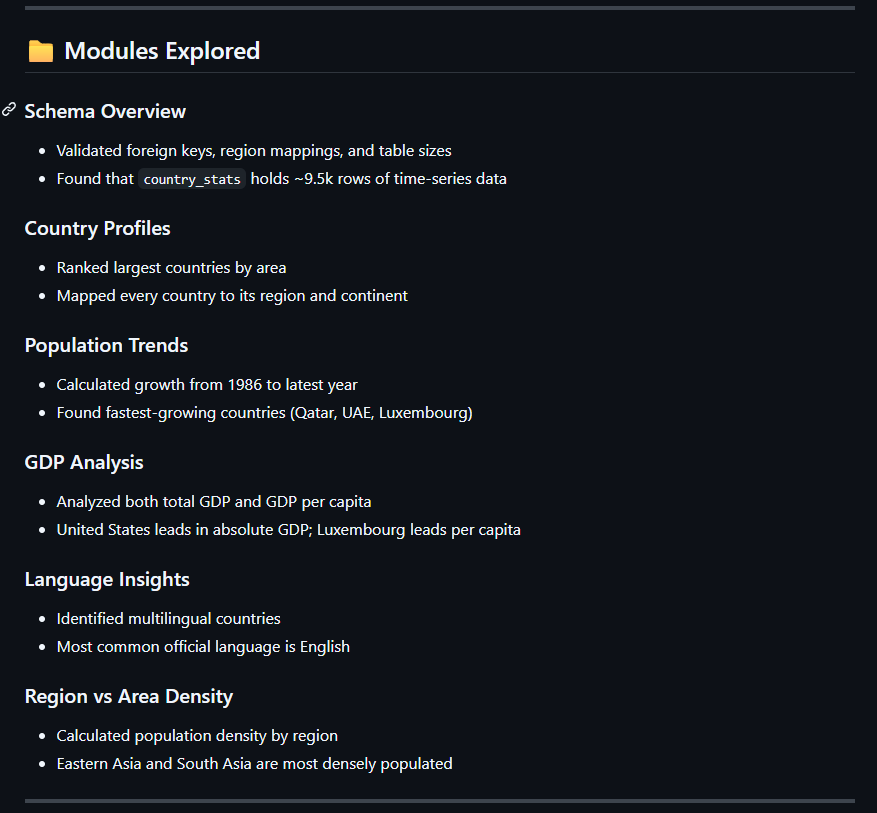 Modules Explored
Schema Overview
Validated foreign keys, region mappings, and table sizes
Found that country_stats holds ~9.5k rows of time-series data
Country Profiles
Ranked largest countries by area
Mapped every country to its region and continent
Population Trends
Calculated growth from 1986 to latest year
Found fastest-growing countries (Qatar, UAE, Luxembourg)
GDP Analysis
Analyzed both total GDP and GDP per capita
United States leads in absolute GDP; Luxembourg leads per capita
Language Insights
Identified multilingual countries
Most common official language is English
Region vs Area Density
Calculated population density by region
Eastern Asia and South Asia are most densely populated